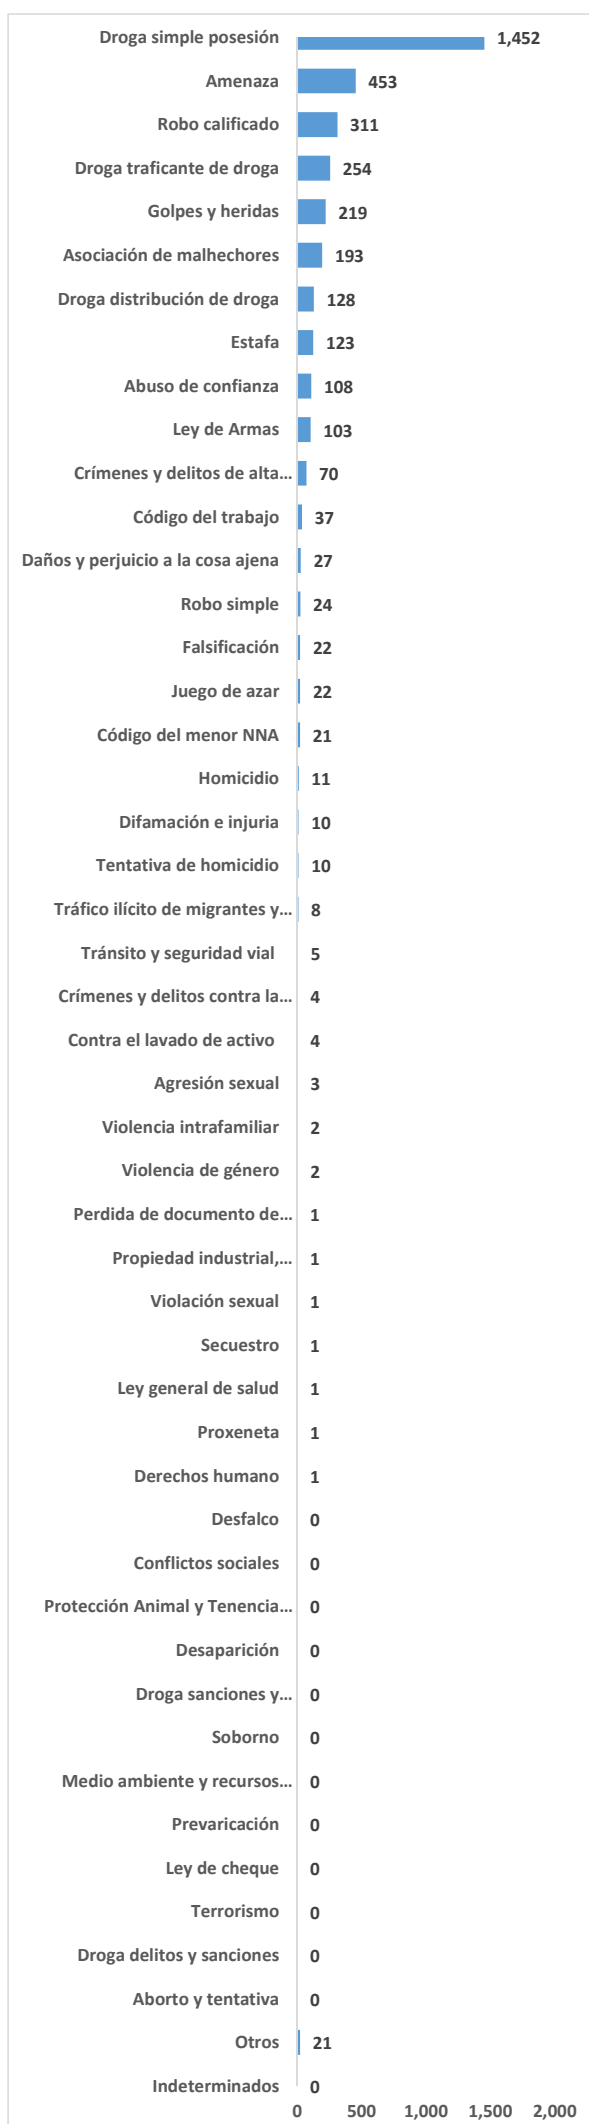 Droga simple posesión 1,452
Amenaza 453
Robo calificado 311
Droga traficante de droga 254
Golpes y heridas 219
Asociación de malhechores 193
Droga distribución de droga 128
Estafa 123
Abuso de confianza 108
Ley de Armas 103
Crímenes y delitos de alta... 70
Código del trabajo 37
Daños y perjuicio a la cosa ajena 27
Robo simple 24
Falsificación 22
Juego de azar 22
Código del menor NNA 21
Homicidio 11
Difamación e injuria 10
Tentativa de homicidio 10
Tráfico ilícito de migrantes y... 8
Tránsito y seguridad vial 5
Crímenes y delitos contra la... 4
Contra el lavado de activo 4
Agresión sexual 3
Violencia intrafamiliar 2
Violencia de género 2
Perdida de documento de... 1
Propiedad industrial,... 1
Violación sexual 1
Secuestro 1
Ley general de salud 1
Proxeneta 1
Derechos humano 1
Desfalco 0
Conflictos sociales 0
Protección Animal y Tenencia... 0
Desaparición 0
Droga sanciones y... 0
Soborno 0
Medio ambiente y recursos... 0
Prevaricación 0
Ley de cheque 0
Terrorismo 0
Droga delitos y sanciones 0
Aborto y tentativa 0
Otros 21
Indeterminados 0
0 500 1,000 1,500 2,000